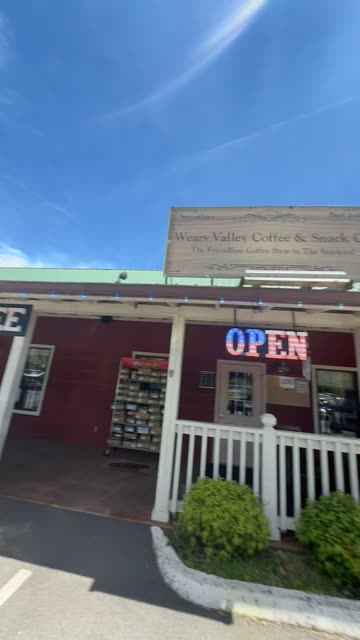 Wears Valley Coffee & Snack
The Friendliest Coffee Shop in The Smokies!
OPEN